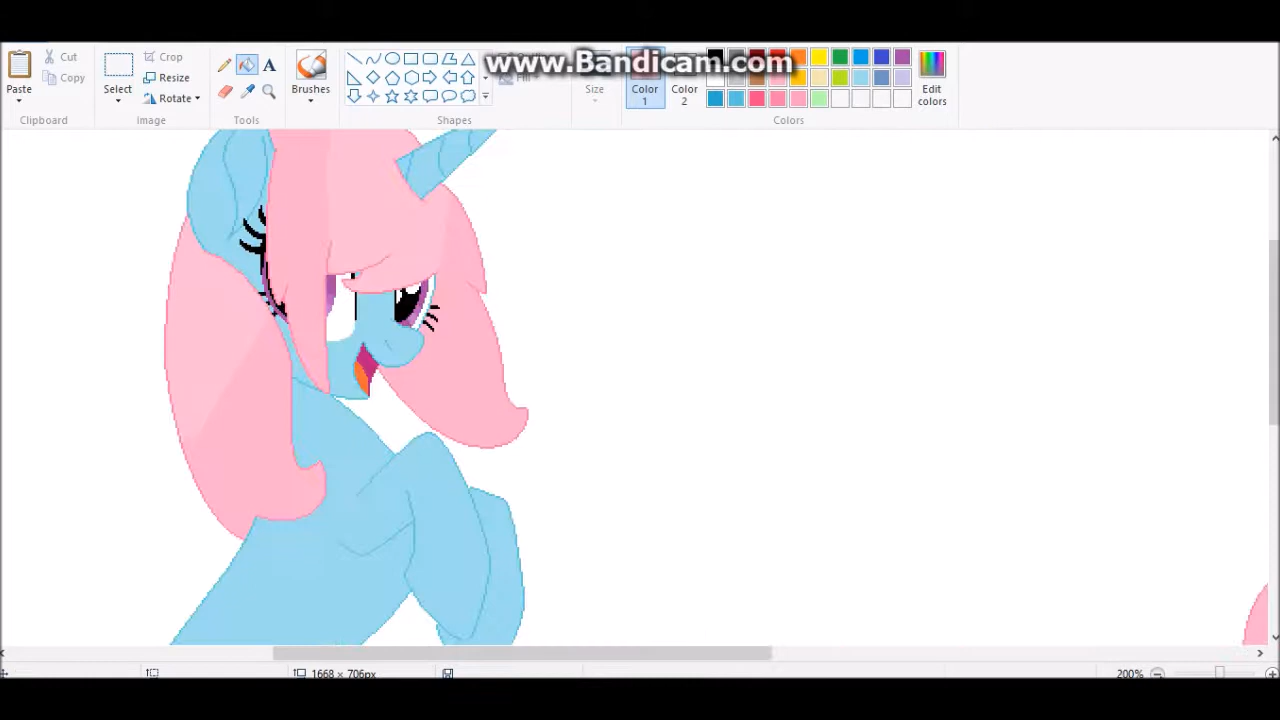 www.Bandicam.com
Cut
Copy
Paste
Clipboard
Crop
Resize
Rotate
Select
Image
A
Tools
Brushes
Fill
Shapes
Size
Color 1
Color 2
Edit colors
Colors
1668 × 706px
200%